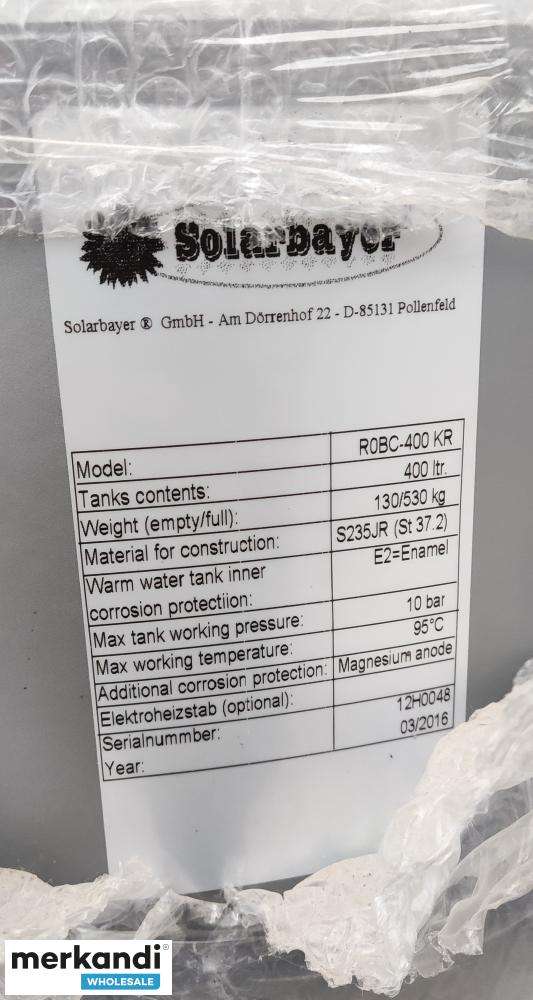 Solarbayer
Solarbayer ® GmbH - Am Dörrenhof 22 - D-85131 Pollenfeld
Model: R0BC-400 KR
Tanks contents: 400 ltr.
Weight (empty/full): 130/530 kg
Material for construction: S235JR (St 37.2)
Warm water tank inner E2=Enamel
corrosion protectiion:
Max tank working pressure: 10 bar
Max working temperature: 95°C
Additional corrosion protection: Magnesium anode
Elektroheizstab (optional):
Serialnummber: 12H0048
Year: 03/2016
merkandi®
WHOLESALE